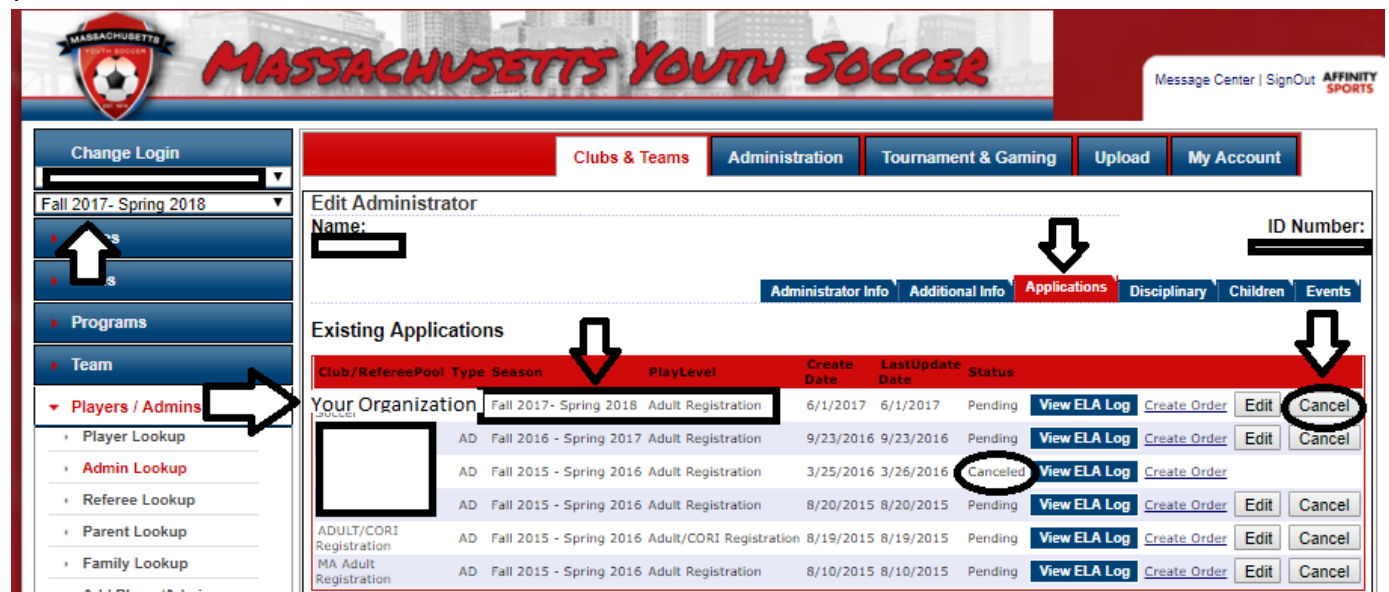 MASSACHUSETTS
YOUTH SOCCER
EST. 1974
MASSACHUSETTS YOUTH SOCCER
Message Center | SignOut AFFINITY SPORTS
Change Login
Fall 2017- Spring 2018
Programs
Team
Players / Admins
Player Lookup
Admin Lookup
Referee Lookup
Parent Lookup
Family Lookup
Clubs & Teams Administration Tournament & Gaming Upload My Account
Edit Administrator
Name: ID Number:
Administrator Info Additional Info Applications Disciplinary Children Events
Existing Applications
Club/RefereePool Type Season PlayLevel Create Date LastUpdate Date Status
Your Organization Fall 2017- Spring 2018 Adult Registration 6/1/2017 6/1/2017 Pending View ELA Log Create Order Edit Cancel
AD Fall 2016 - Spring 2017 Adult Registration 9/23/2016 9/23/2016 Pending View ELA Log Create Order Edit Cancel
AD Fall 2015 - Spring 2016 Adult Registration 3/25/2016 3/26/2016 Canceled View ELA Log Create Order
AD Fall 2015 - Spring 2016 Adult Registration 8/20/2015 8/20/2015 Pending View ELA Log Create Order Edit Cancel
ADULT/CORI Registration AD Fall 2015 - Spring 2016 Adult/CORI Registration 8/19/2015 8/19/2015 Pending View ELA Log Create Order Edit Cancel
MA Adult Registration AD Fall 2015 - Spring 2016 Adult Registration 8/10/2015 8/10/2015 Pending View ELA Log Create Order Edit Cancel